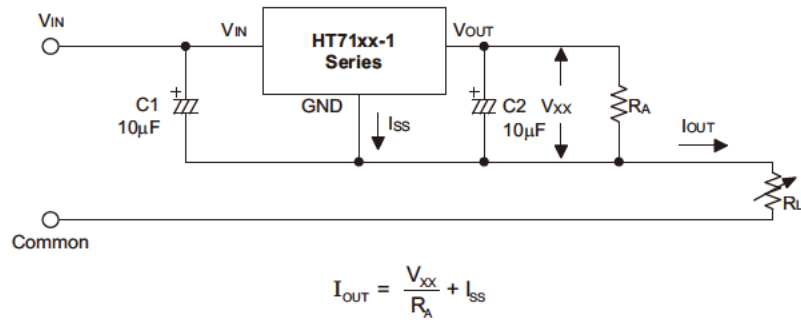 VIN
VIN
HT71xx-1
Series
VOUT
C1
10μF
GND
ISS
C2
10μF
VXX
RA
IOUT
RL
Common
IOUT = VXX / RA + ISS